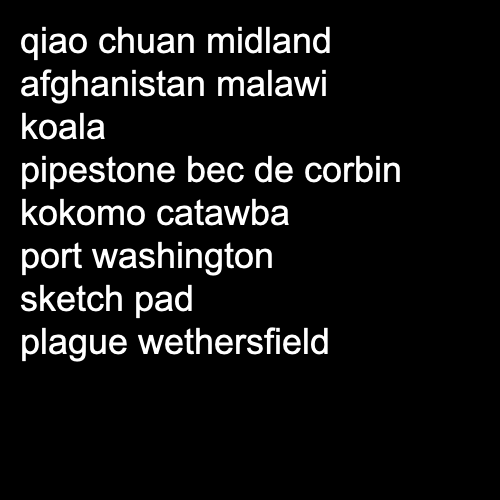 qiao chuan midland
afghanistan malawi
koala
pipestone bec de corbin
kokomo catawba
port washington
sketch pad
plague wethersfield